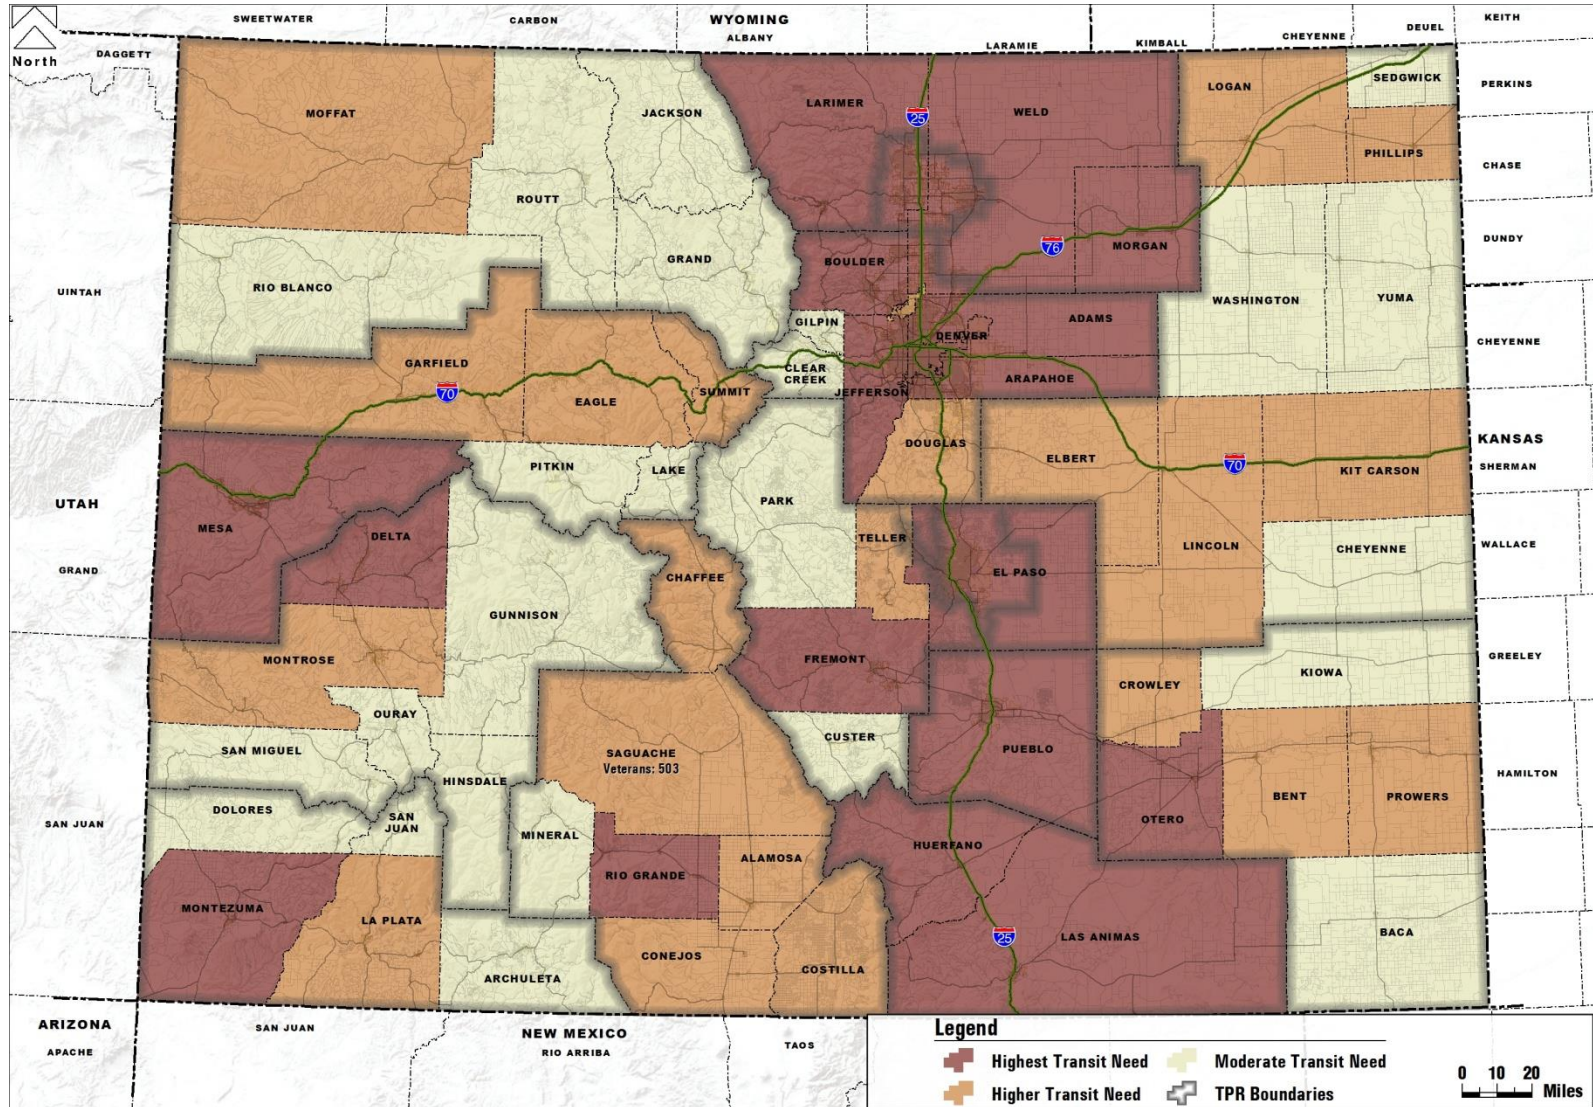 SWEETWATER
CARBON
WYOMING
ALBANY
LARAMIE
KIMBALL
CHEYENNE
DEUEL
KEITH
North
DAGGETT
MOFFAT
JACKSON
LARIMER
25
WELD
LOGAN
SEDGWICK
PERKINS
PHILLIPS
CHASE
ROUTT
GRAND
BOULDER
76
MORGAN
DUNDY
UINTAH
RIO BLANCO
WASHINGTON
YUMA
GILPIN
DENVER
ADAMS
CHEYENNE
GARFIELD
70
EAGLE
SUMMIT
CLEAR
CREEK
JEFFERSON
ARAPAHOE
UTAH
PITKIN
LAKE
PARK
DOUGLAS
ELBERT
70
KIT CARSON
KANSAS
SHERMAN
MESA
DELTA
TELLER
LINCOLN
CHEYENNE
WALLACE
GRAND
CHAFFEE
EL PASO
GUNNISON
MONTROSE
FREMONT
CROWLEY
KIOWA
GREELEY
OURAY
SAN MIGUEL
HINSDALE
SAGUACHE
Veterans: 503
CUSTER
PUEBLO
BENT
PROWERS
HAMILTON
SAN JUAN
DOLORES
SAN
JUAN
MINERAL
ALAMOSA
HUERFANO
OTERO
MONTEZUMA
LA PLATA
RIO GRANDE
ARCHULETA
CONEJOS
COSTILLA
25
LAS ANIMAS
BACA
ARIZONA
APACHE
SAN JUAN
NEW MEXICO
RIO ARRIBA
TAOS
Legend
Highest Transit Need
Moderate Transit Need
Higher Transit Need
TPR Boundaries
0 10 20
Miles